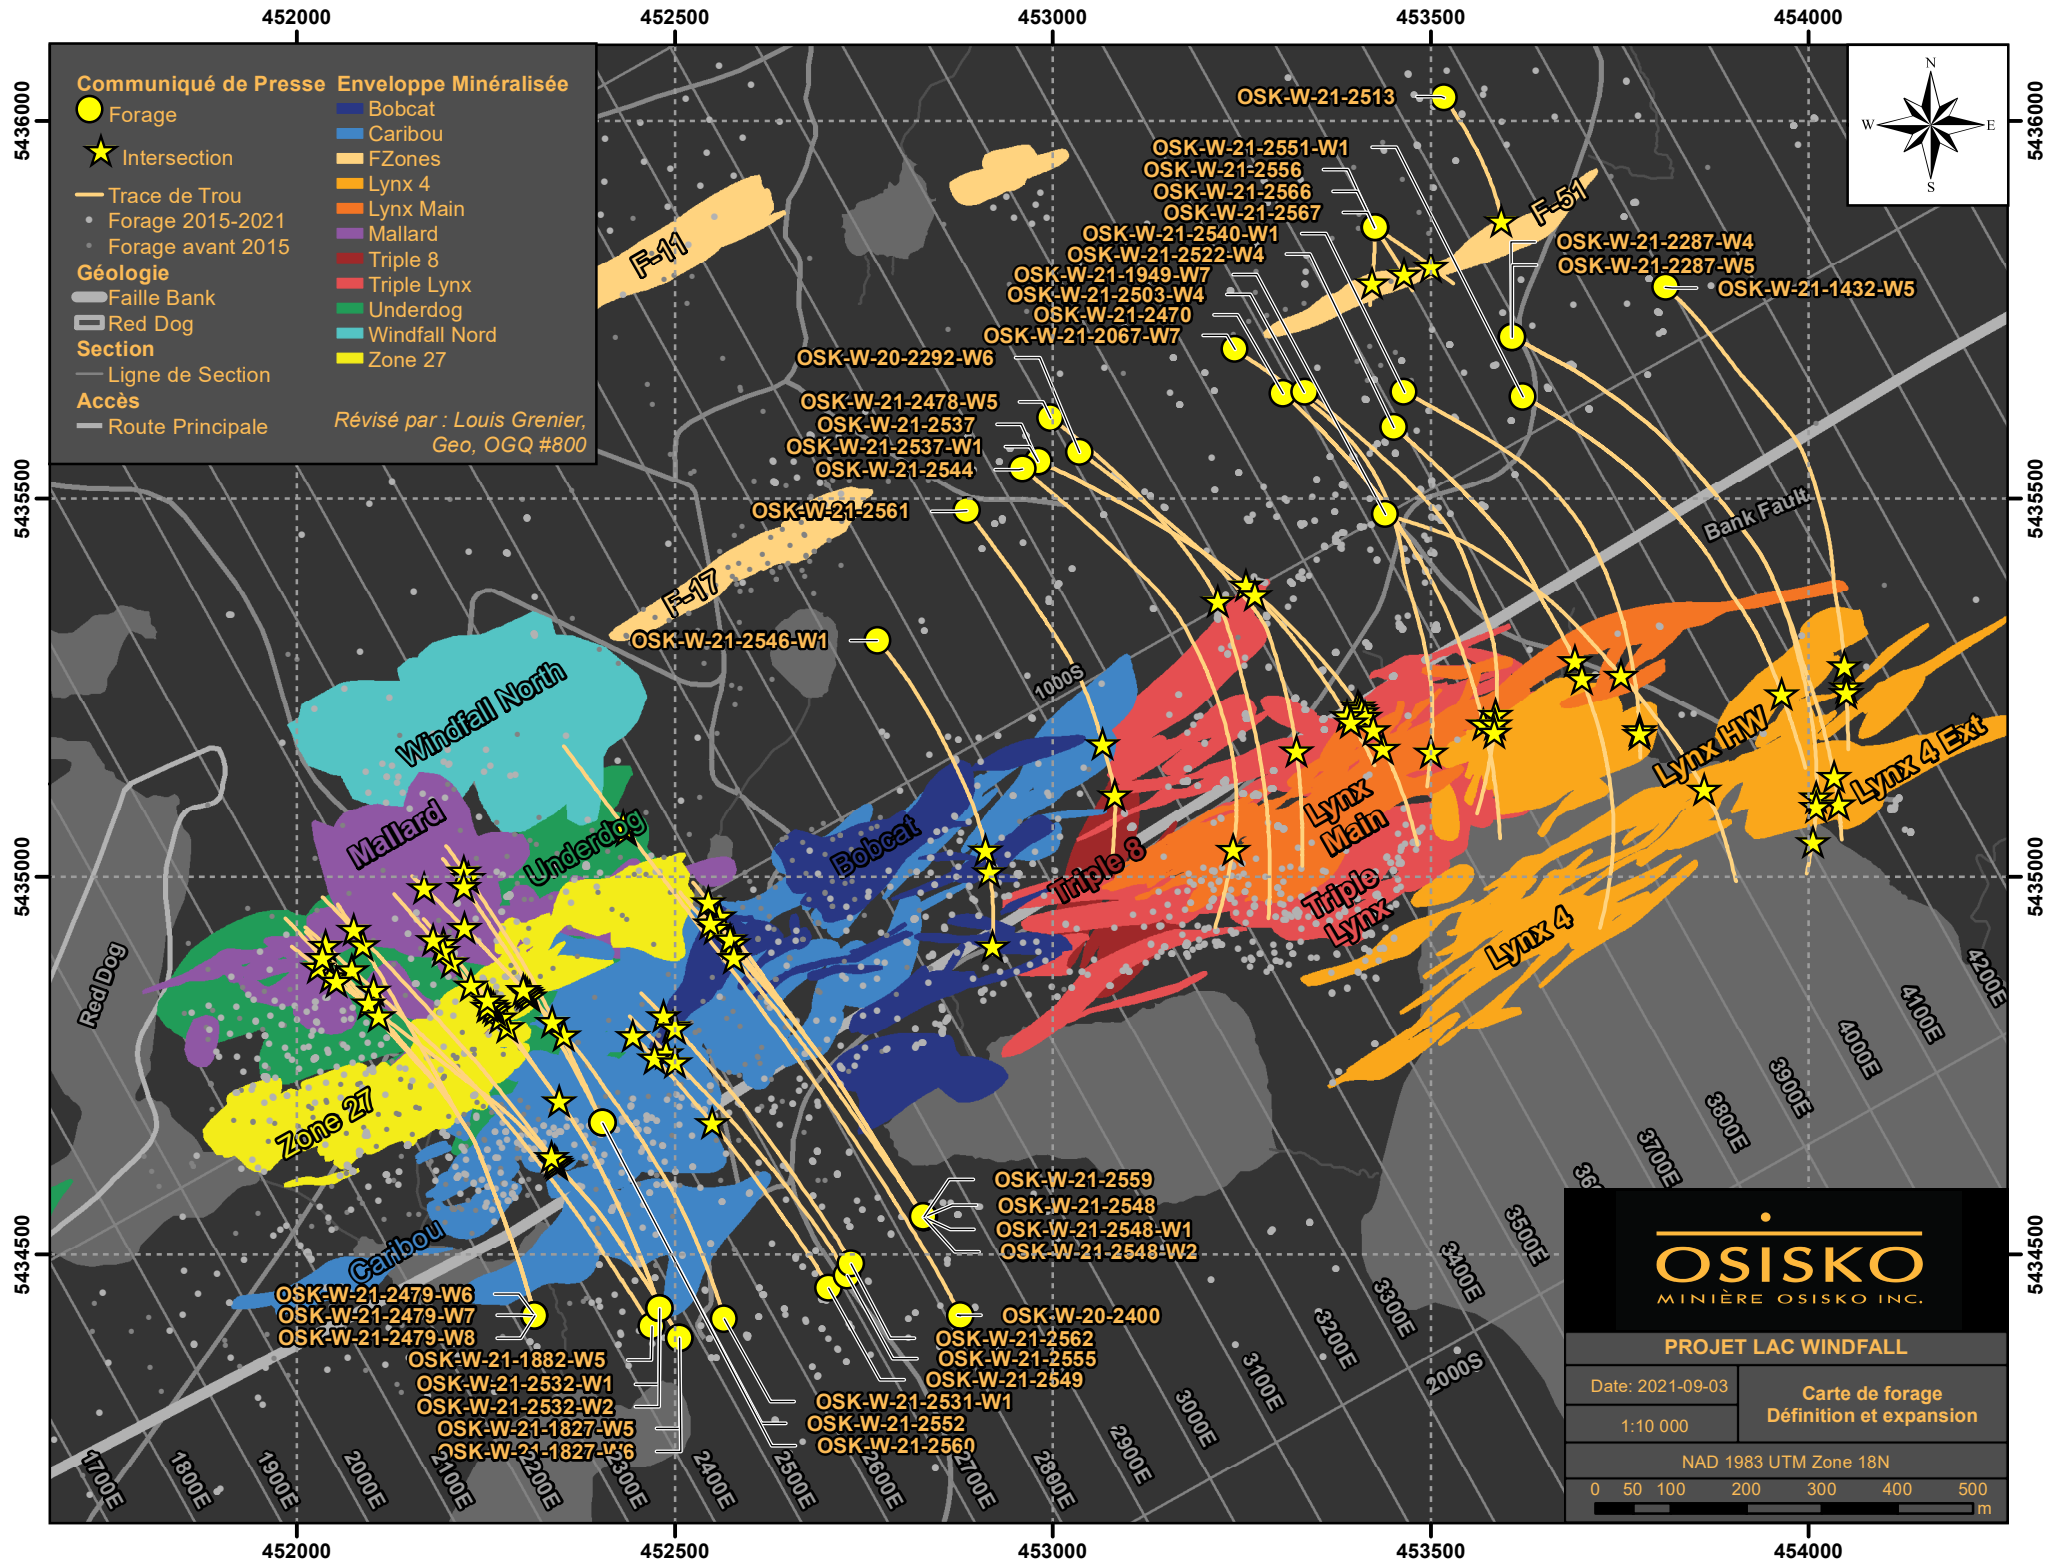 452000
452500
453000
453500
454000
5436000
5435500
5435000
5434500
5436000
5435500
5435000
5434500
Communiqué de Presse
Forage
Intersection
Trace de Trou
Forage 2015-2021
Forage avant 2015
Géologie
Faille Bank
Red Dog
Section
Ligne de Section
Accès
Route Principale
Enveloppe Minéralisée
Bobcat
Caribou
FZones
Lynx 4
Lynx Main
Mallard
Triple 8
Triple Lynx
Underdog
Windfall Nord
Zone 27
Révisé par : Louis Grenier,
Geo, OGQ #800
N
W
E
S
OSK-W-21-2513
OSK-W-21-2551-W1
OSK-W-21-2556
OSK-W-21-2566
OSK-W-21-2567
OSK-W-21-2540-W1
OSK-W-21-2522-W4
OSK-W-21-1949-W7
OSK-W-21-2503-W4
OSK-W-21-2470
OSK-W-21-2067-W7
OSK-W-20-2292-W6
OSK-W-21-2478-W5
OSK-W-21-2537
OSK-W-21-2537-W1
OSK-W-21-2544
OSK-W-21-2561
OSK-W-21-2546-W1
OSK-W-21-2287-W4
OSK-W-21-2287-W5
OSK-W-21-1432-W5
F-51
F-11
F-17
Bank Fault
1000S
Windfall North
Mallard
Underdog
Bobcat
Triple 8
Lynx
Main
Triple
Lynx
Lynx HW
Lynx 4 Ext
Lynx 4
Red Dog
Zone 27
Caribou
OSK-W-21-2559
OSK-W-21-2548
OSK-W-21-2548-W1
OSK-W-21-2548-W2
OSK-W-20-2400
OSK-W-21-2562
OSK-W-21-2555
OSK-W-21-2549
OSK-W-21-2531-W1
OSK-W-21-2552
OSK-W-21-2560
OSK-W-21-2479-W6
OSK-W-21-2479-W7
OSK-W-21-2479-W8
OSK-W-21-1882-W5
OSK-W-21-2532-W1
OSK-W-21-2532-W2
OSK-W-21-1827-W5
OSK-W-21-1827-W6
1700E
1800E
1900E
2000E
2100E
2200E
2300E
2400E
2500E
2600E
2700E
2800E
2900E
3000E
3100E
3200E
3300E
3400E
3500E
3700E
3800E
3900E
4000E
4100E
4200E
2000S
OSISKO
MINIÈRE OSISKO INC.
PROJET LAC WINDFALL
Date: 2021-09-03
1:10 000
Carte de forage
Définition et expansion
NAD 1983 UTM Zone 18N
0 50 100 200 300 400 500
m
452000
452500
453000
453500
454000